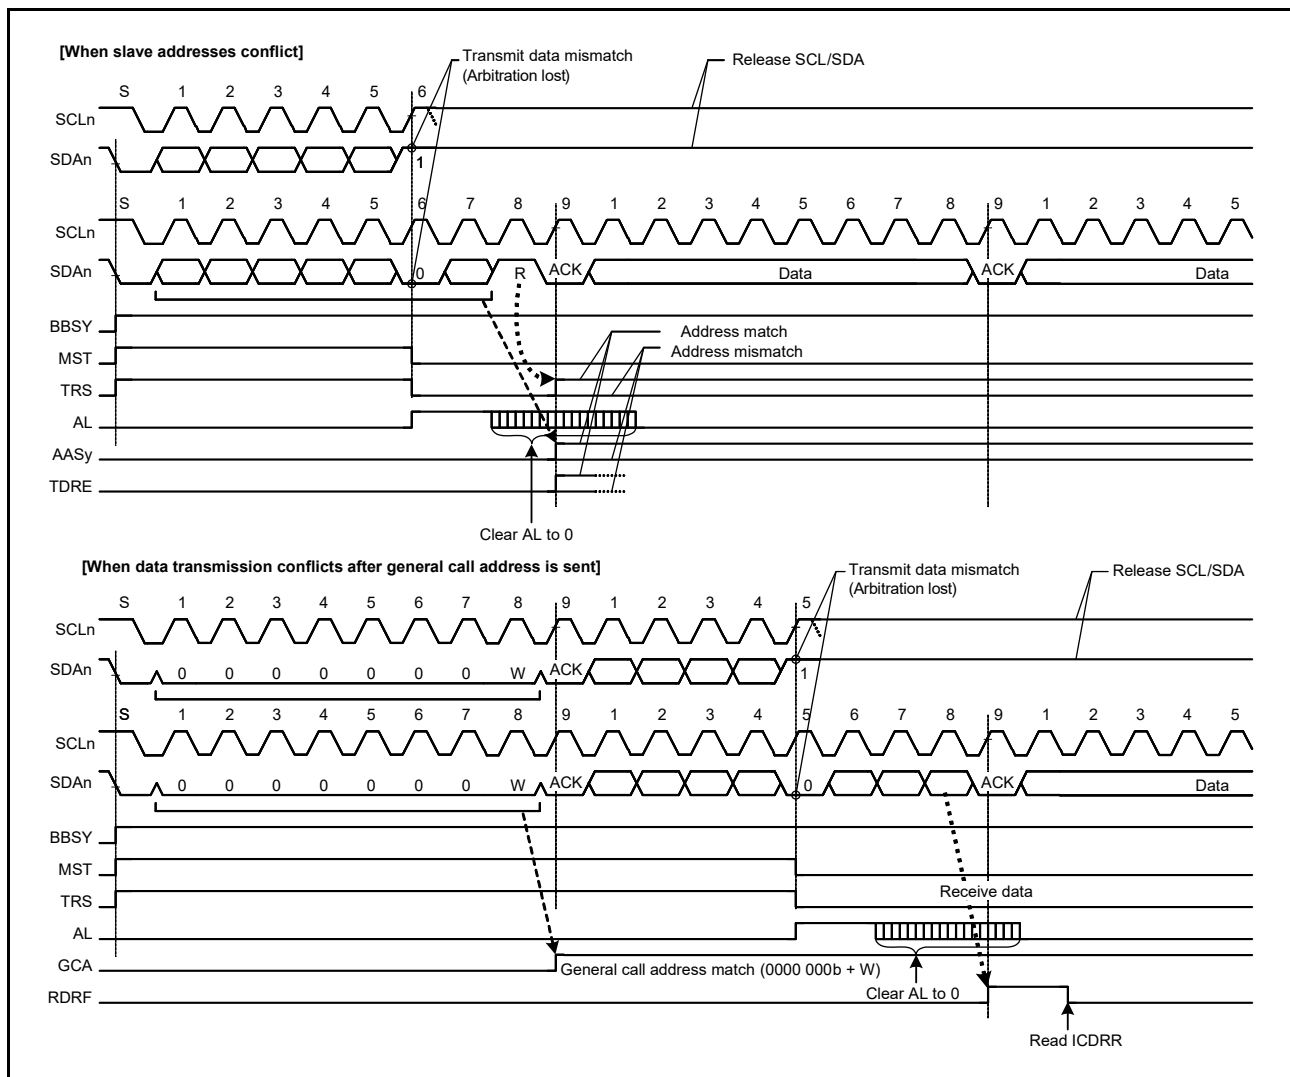 [When slave addresses conflict]
Transmit data mismatch
(Arbitration lost)
Release SCL/SDA
S 1 2 3 4 5 6
SCLn
SDAn 1
S 1 2 3 4 5 6 7 8 9 1 2 3 4 5 6 7 8 9 1 2 3 4 5
SCLn
SDAn 0 R ACK Data ACK Data
BBSY
Address match
MST
Address mismatch
TRS
AL
AASy
TDRE
Clear AL to 0
[When data transmission conflicts after general call address is sent]
Transmit data mismatch
(Arbitration lost)
Release SCL/SDA
S 1 2 3 4 5 6 7 8 9 1 2 3 4 5
SCLn
SDAn 0 0 0 0 0 0 0 W ACK 1
S 1 2 3 4 5 6 7 8 9 1 2 3 4 5 6 7 8 9 1 2 3 4 5
SCLn
SDAn 0 0 0 0 0 0 0 W ACK 0 ACK Data
BBSY
MST
Receive data
TRS
AL
GCA
General call address match (0000 000b + W)
Clear AL to 0
RDRF
Read ICDRR